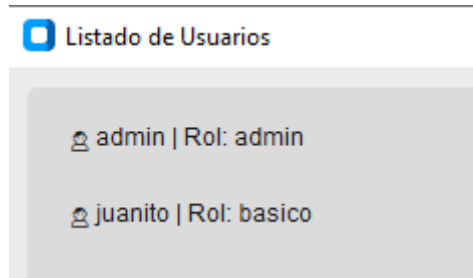 Listado de Usuarios
admin | Rol: admin
juanito | Rol: basico